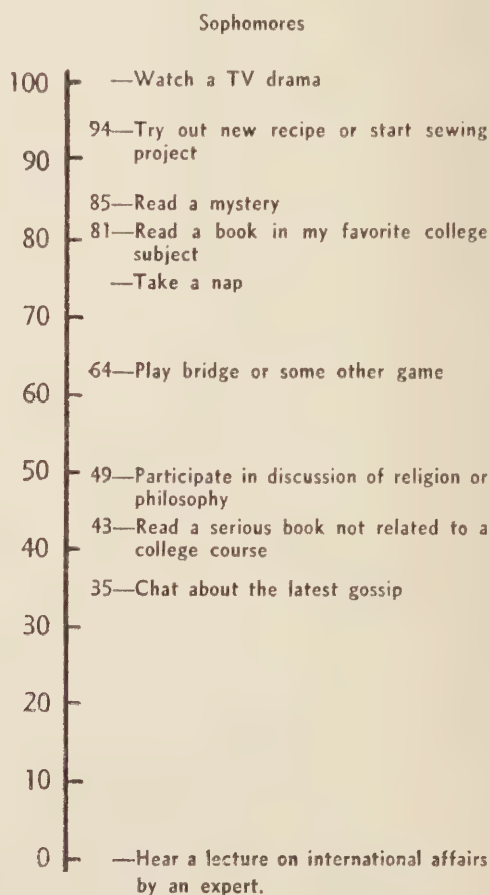 Sophomores
100 —Watch a TV drama
94—Try out new recipe or start sewing
project
90
85—Read a mystery
81—Read a book in my favorite college
80
subject
—Take a nap
70
64—Play bridge or some other game
60
50 49—Participate in discussion of religion or
philosophy
43—Read a serious book not related to a
40 college course
35—Chat about the latest gossip
30
20
10
0 —Hear a lecture on international affairs
by an expert.